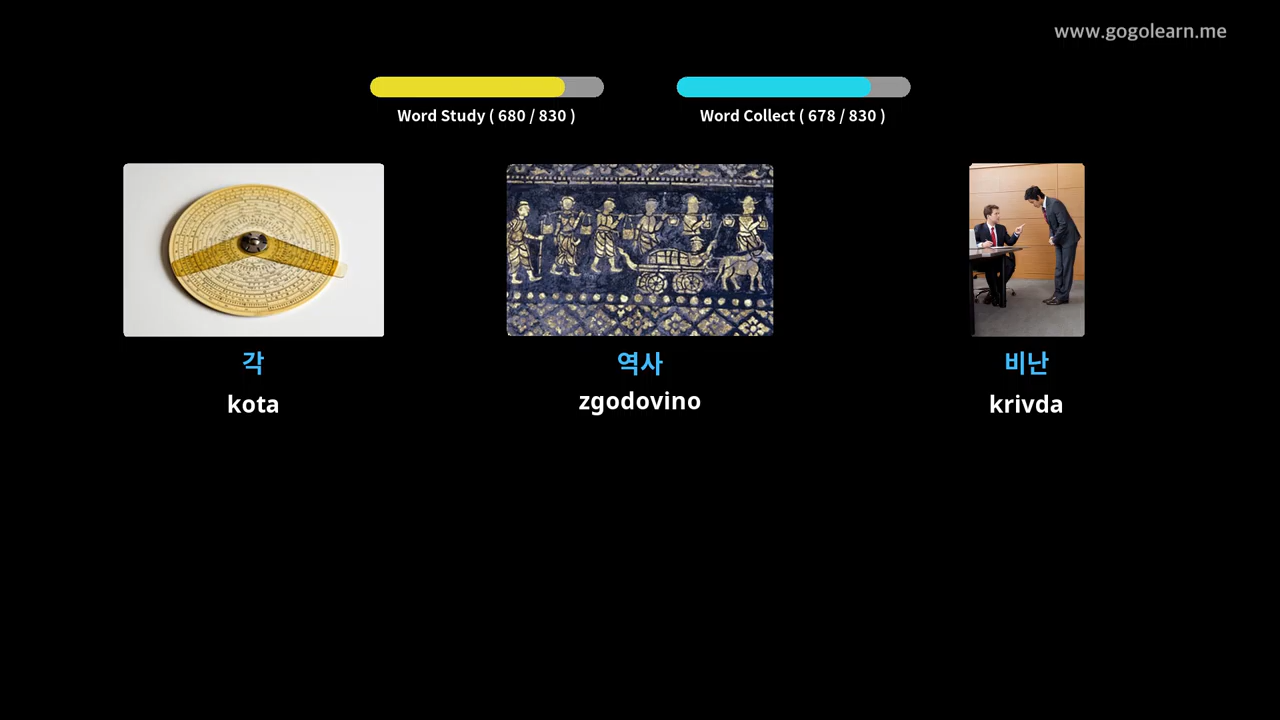 www.gogolearn.me
Word Study ( 680 / 830 )
Word Collect ( 678 / 830 )
각
역사
비난
kota
zgodovino
krivda